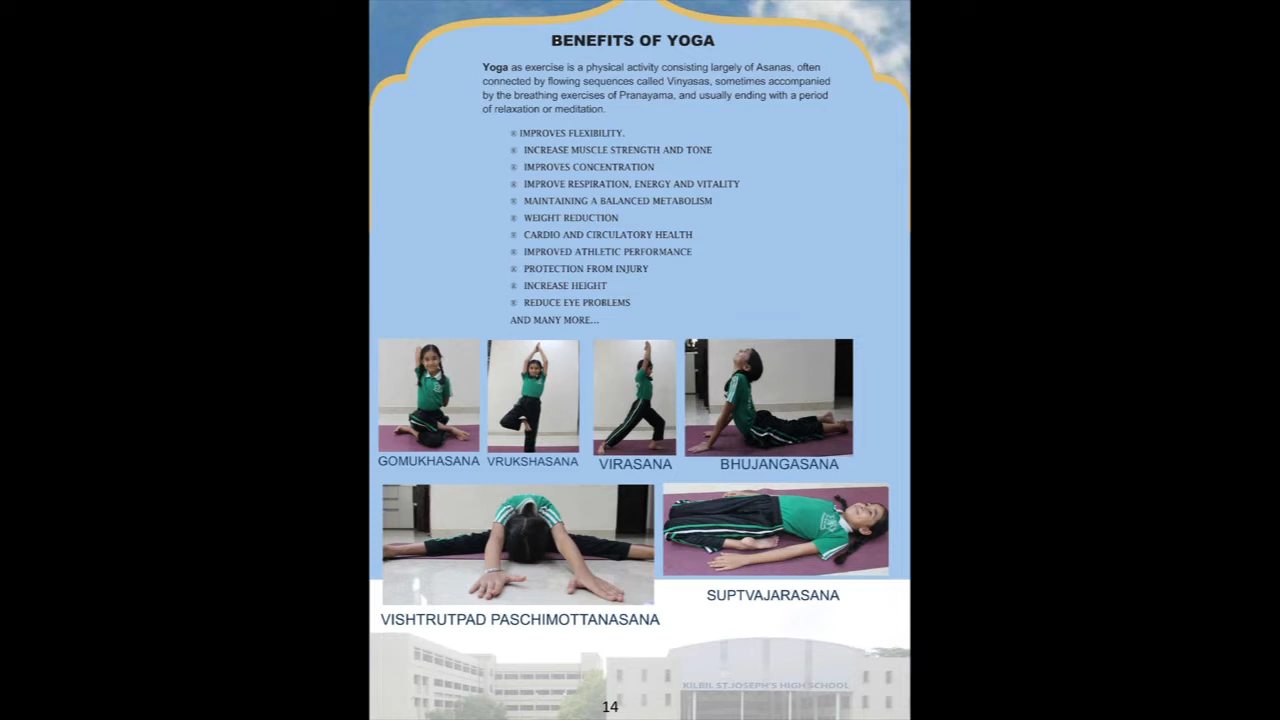 BENEFITS OF YOGA
Yoga as exercise is a physical activity consisting largely of Asanas, often
connected by flowing sequences called Vinyasas, sometimes accompanied
by the breathing exercises of Pranayama, and usually ending with a period
of relaxation or meditation.
IMPROVES FLEXIBILITY.
INCREASE MUSCLE STRENGTH AND TONE
IMPROVES CONCENTRATION
IMPROVE RESPIRATION, ENERGY AND VITALITY
MAINTAINING A BALANCED METABOLISM
WEIGHT REDUCTION
CARDIO AND CIRCULATORY HEALTH
IMPROVED ATHLETIC PERFORMANCE
PROTECTION FROM INJURY
INCREASE HEIGHT
REDUCE EYE PROBLEMS
AND MANY MORE...
GOMUKHASANA VRUKSHASANA VIRASANA BHUJANGASANA
SUPTVAJARASANA
VISHTRUTPAD PASCHIMOTTANASANA
KILBIL ST.JOSEPH'S HIGH SCHOOL
14